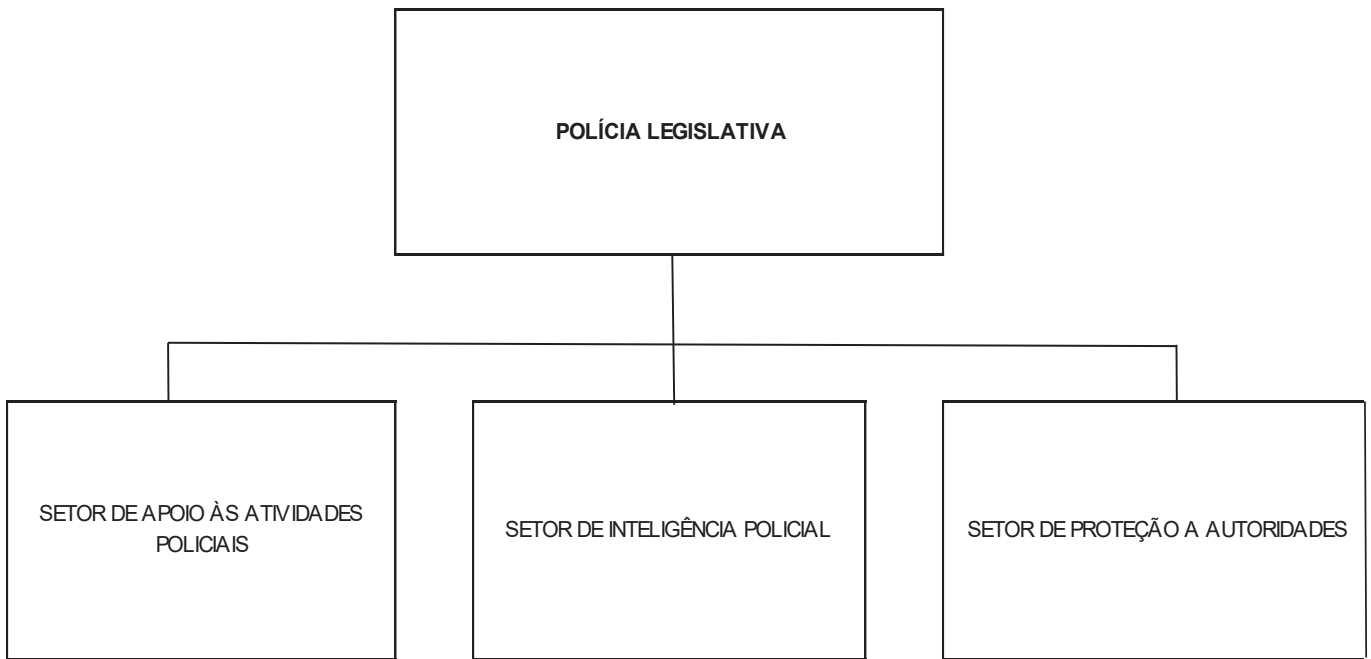 POLÍCIA LEGISLATIVA
SETOR DE APOIO ÀS ATIVIDADES
POLICIAIS
SETOR DE INTELIGÊNCIA POLICIAL
SETOR DE PROTEÇÃO A AUTORIDADES